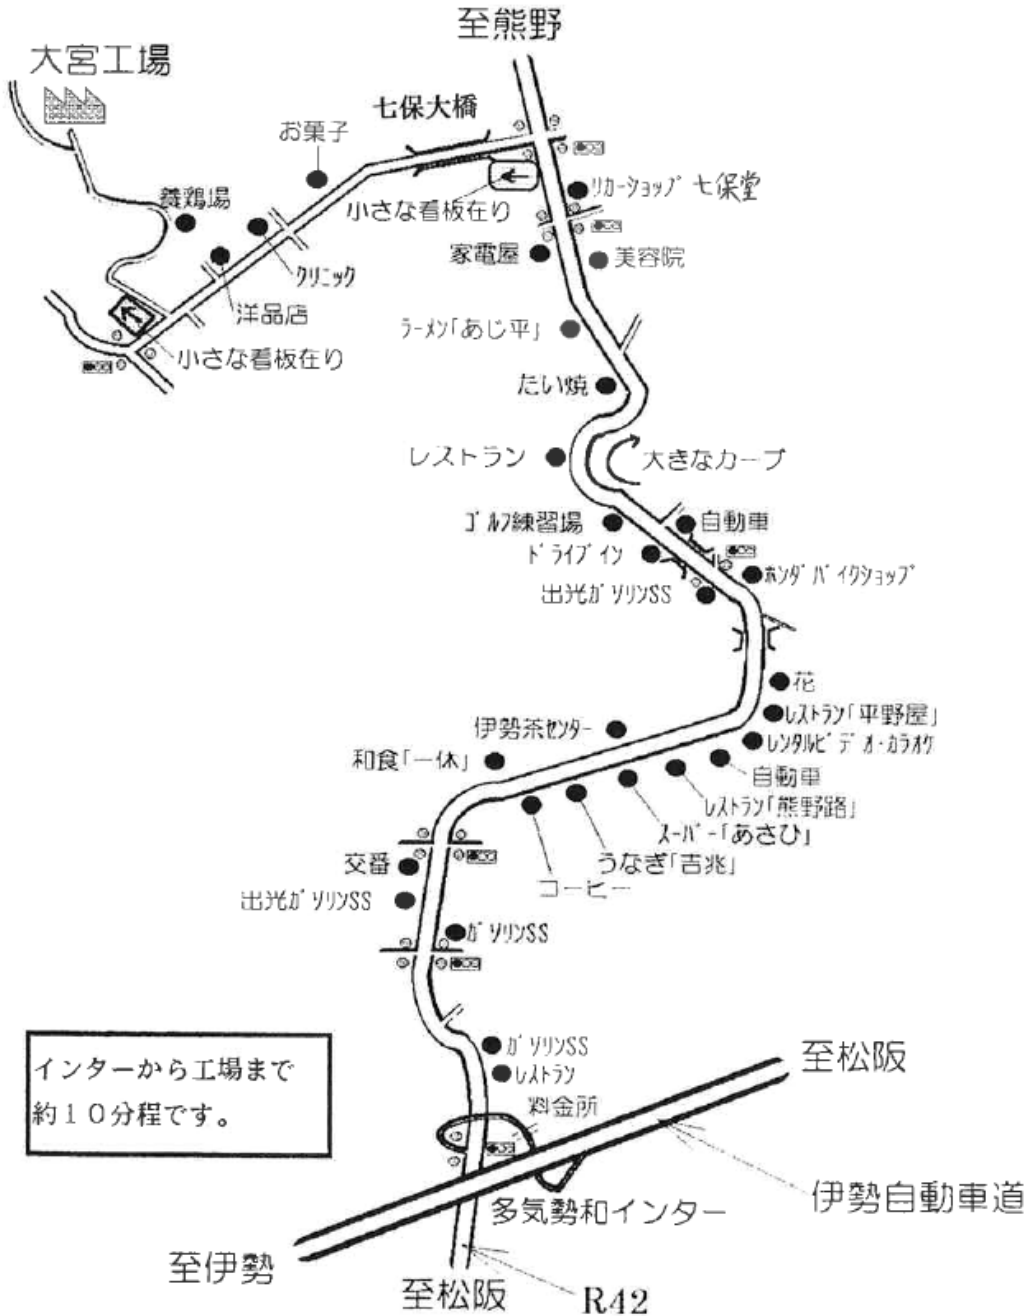 至熊野
大宮工場
七保大橋
お菓子
養鶏場
小さな看板在り
リカーショップ 七保堂
家電屋
美容院
クリニック
洋品店
ラーメン「あじ平」
小さな看板在り
たい焼
レストラン
大きなカーブ
ゴルフ練習場
自動車
ドライブイン
ホンダバイクショップ
出光ガソリンSS
花
レストラン「平野屋」
伊勢茶センター
レンタルビデオ・カラオケ
和食「一休」
自動車
レストラン「熊野路」
スーパー「あさひ」
うなぎ「吉兆」
交番
コーヒー
出光ガソリンSS
ガソリンSS
インターから工場まで
約10分程です。
ガソリンSS
レストラン
料金所
至松阪
伊勢自動車道
多気勢和インター
至伊勢
至松阪
R42